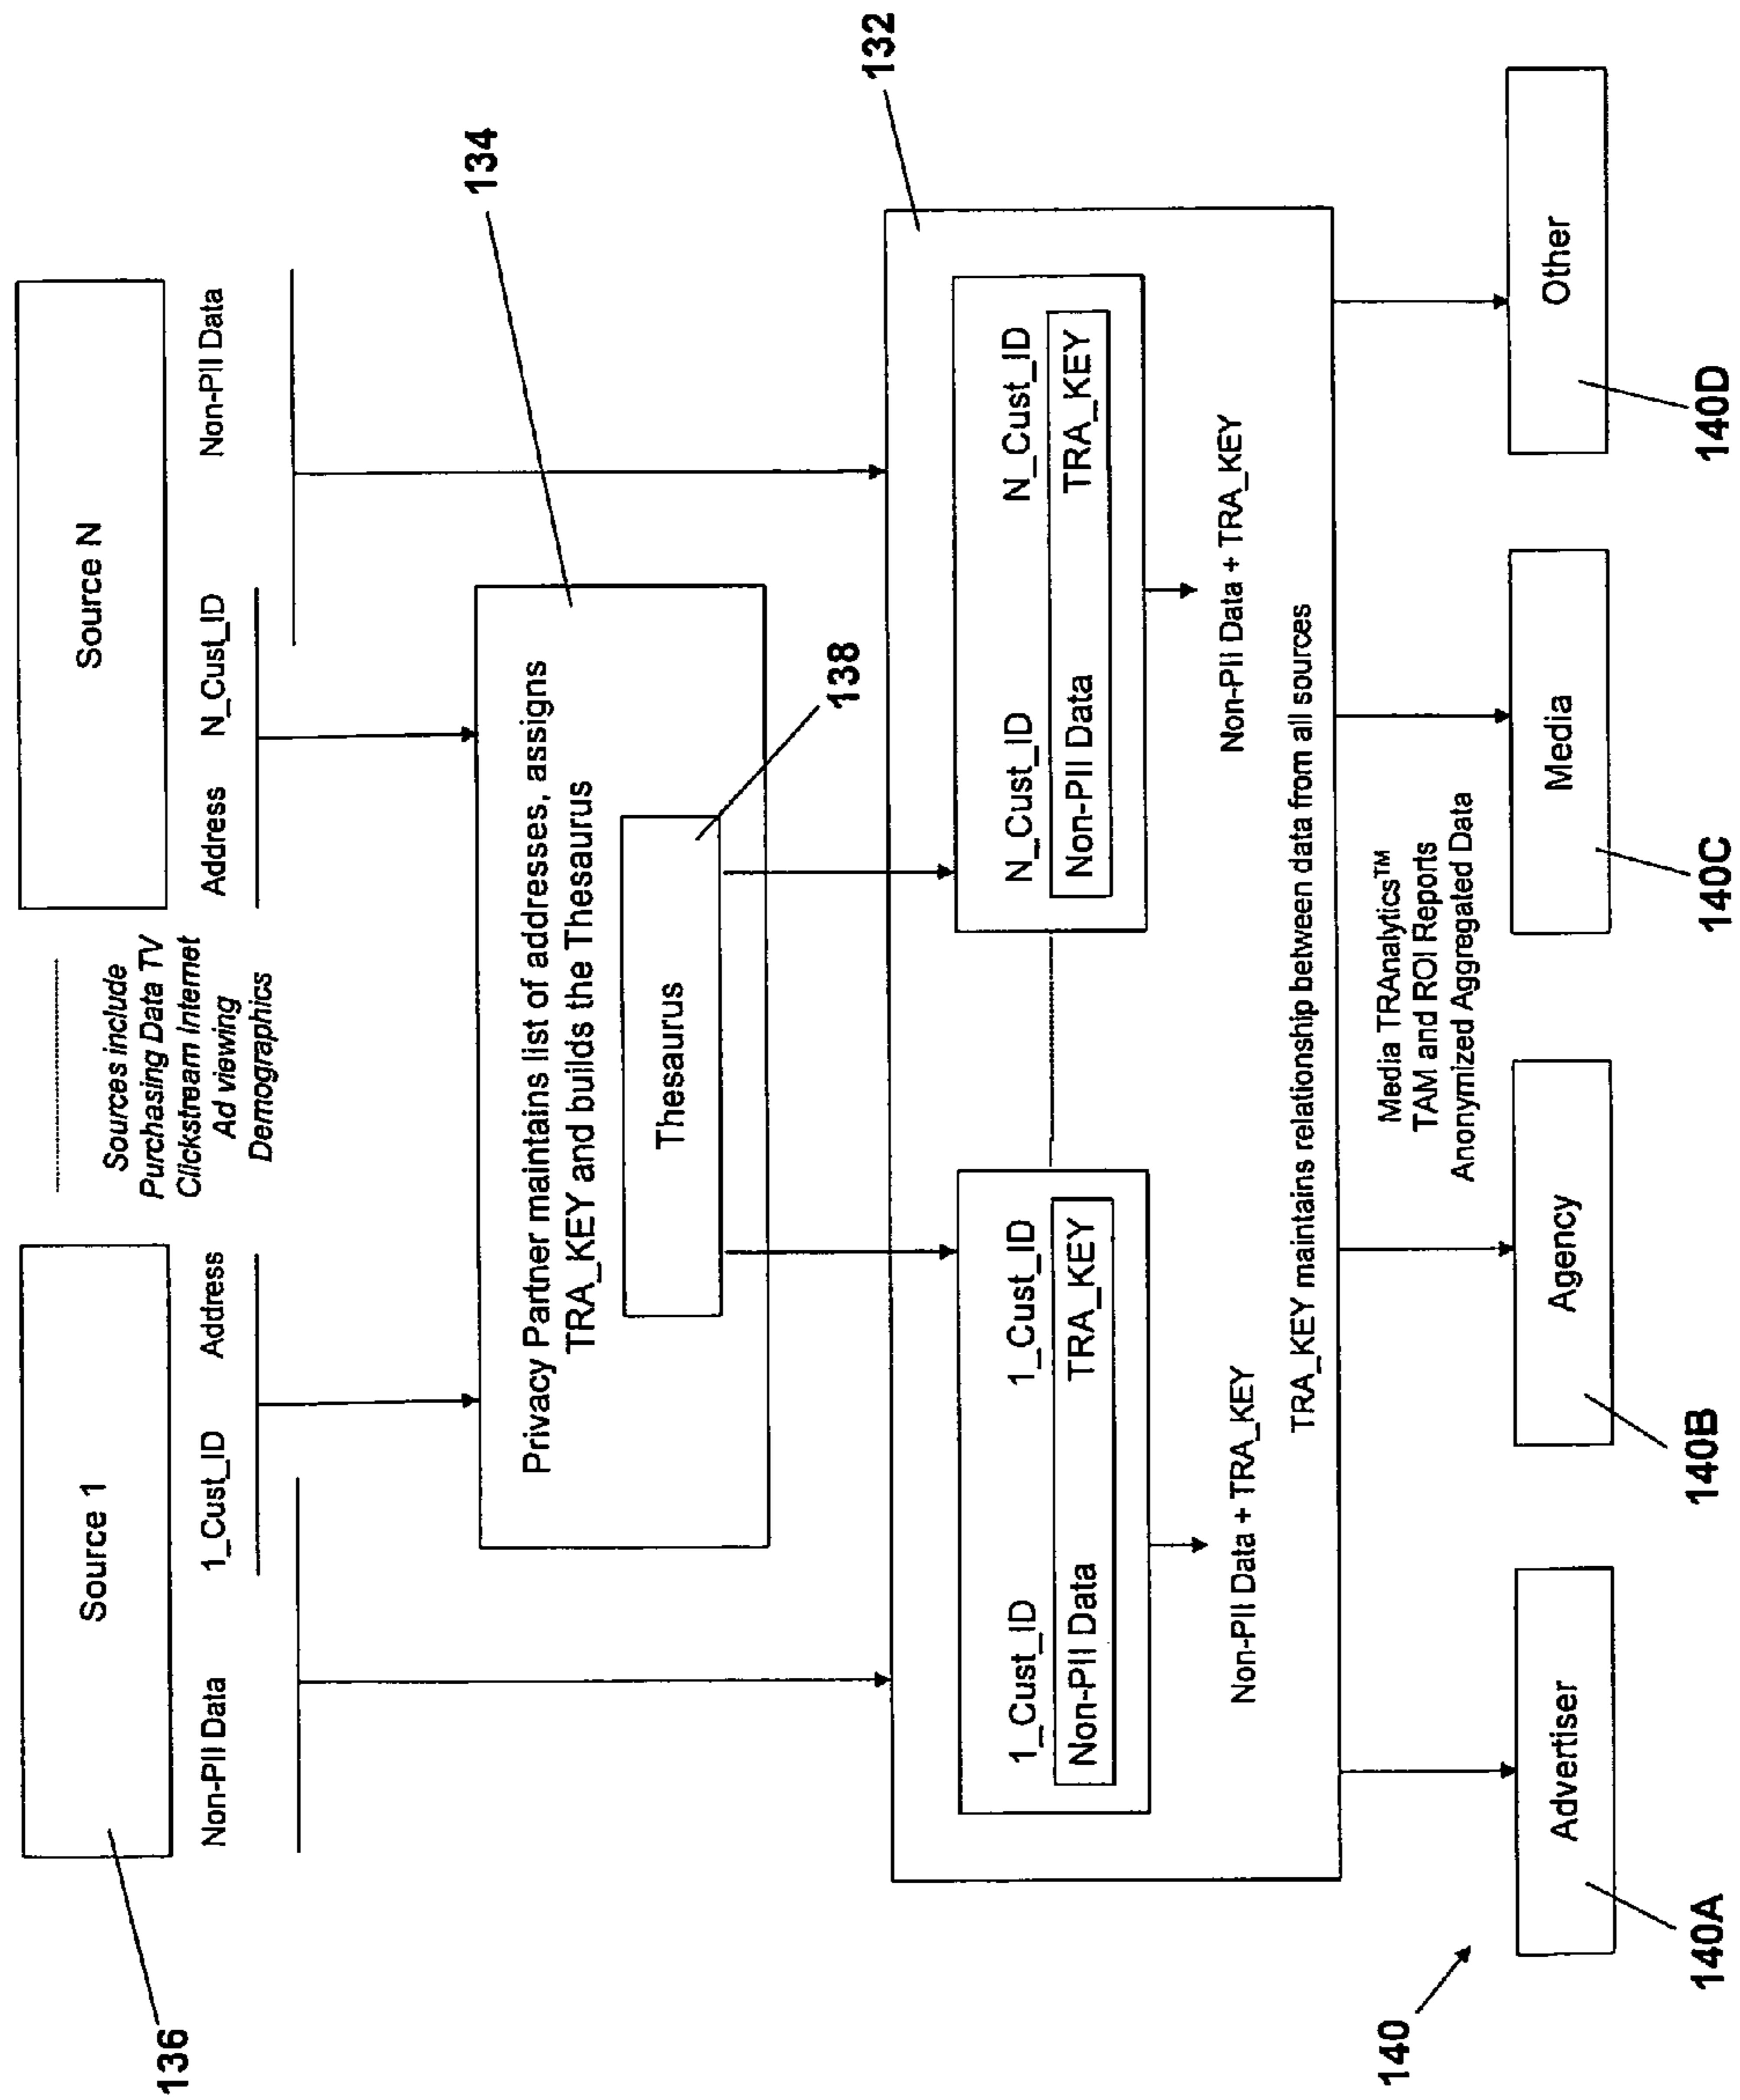 136
Source 1
Non-PII Data
1_Cust_ID
Address
Sources include
Purchasing Data TV
Clickstream Internet
Ad viewing
Demographics
Source N
Address
N_Cust_ID
Non-PII Data
134
Privacy Partner maintains list of addresses, assigns
TRA_KEY and builds the Thesaurus
Thesaurus
138
132
1_Cust_ID
1_Cust_ID
Non-PII Data
TRA_KEY
Non-PII Data + TRA_KEY
N_Cust_ID
N_Cust_ID
Non-PII Data
TRA_KEY
Non-PII Data + TRA_KEY
TRA_KEY maintains relationship between data from all sources
Media TRAnalytics™
TAM and ROI Reports
Anonymized Aggregated Data
140
Advertiser
140A
Agency
140B
Media
140C
Other
140D